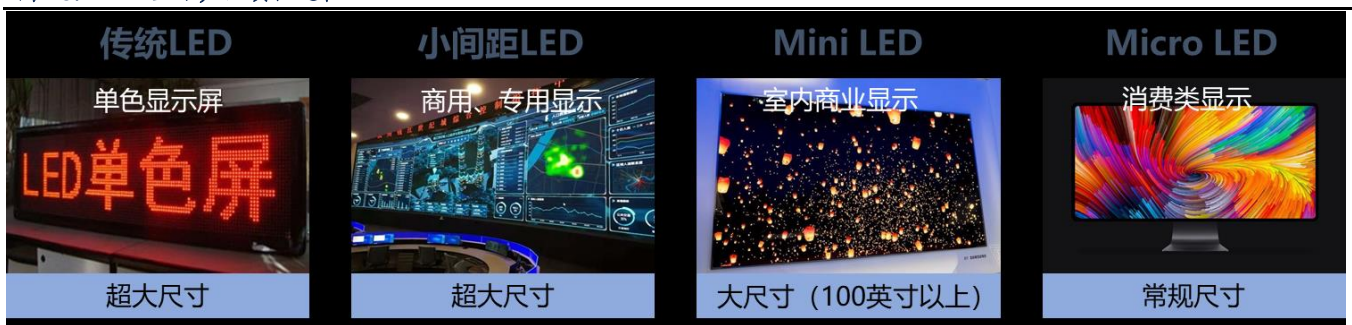 传统LED
小间距LED
Mini LED
Micro LED
单色显示屏
商用、专用显示
室内商业显示
消费类显示
LED单色屏
SAMSUNG
超大尺寸
超大尺寸
大尺寸（100英寸以上）
常规尺寸